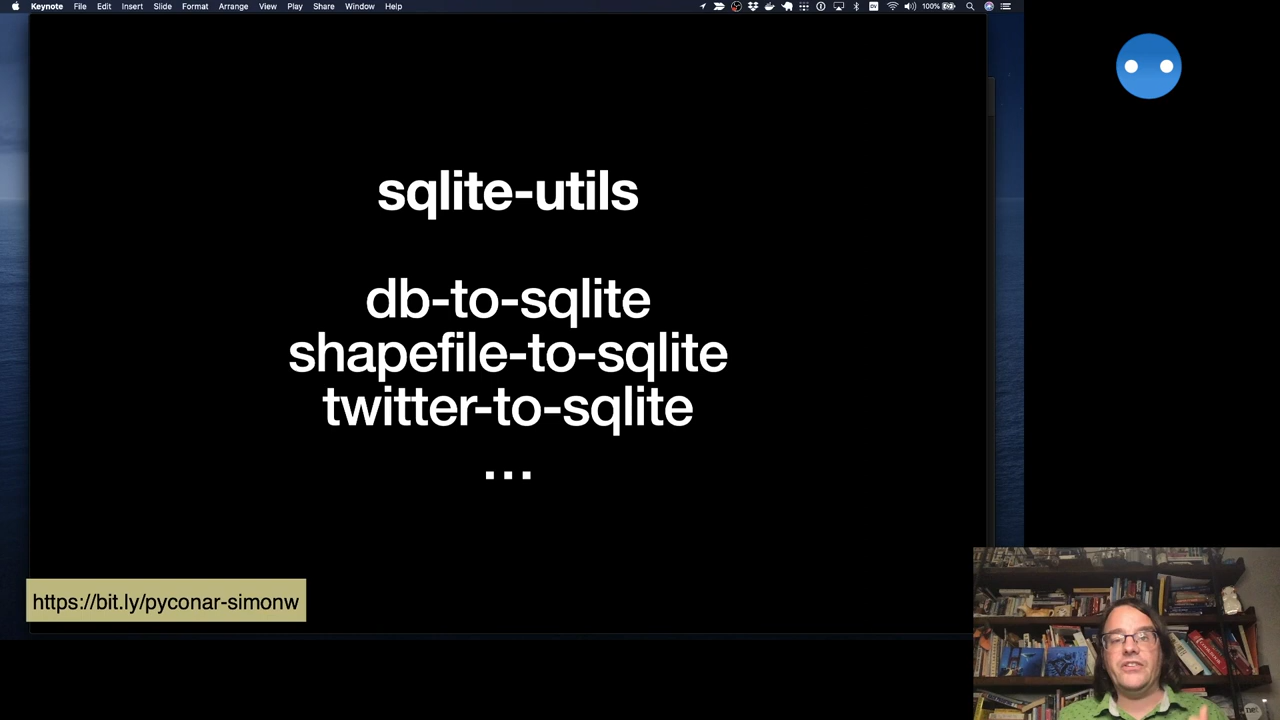 Keynote File Edit Insert Slide Format Arrange View Play Share Window Help 100%
sqlite-utils
db-to-sqlite
shapefile-to-sqlite
twitter-to-sqlite
...
https://bit.ly/pyconar-simonw